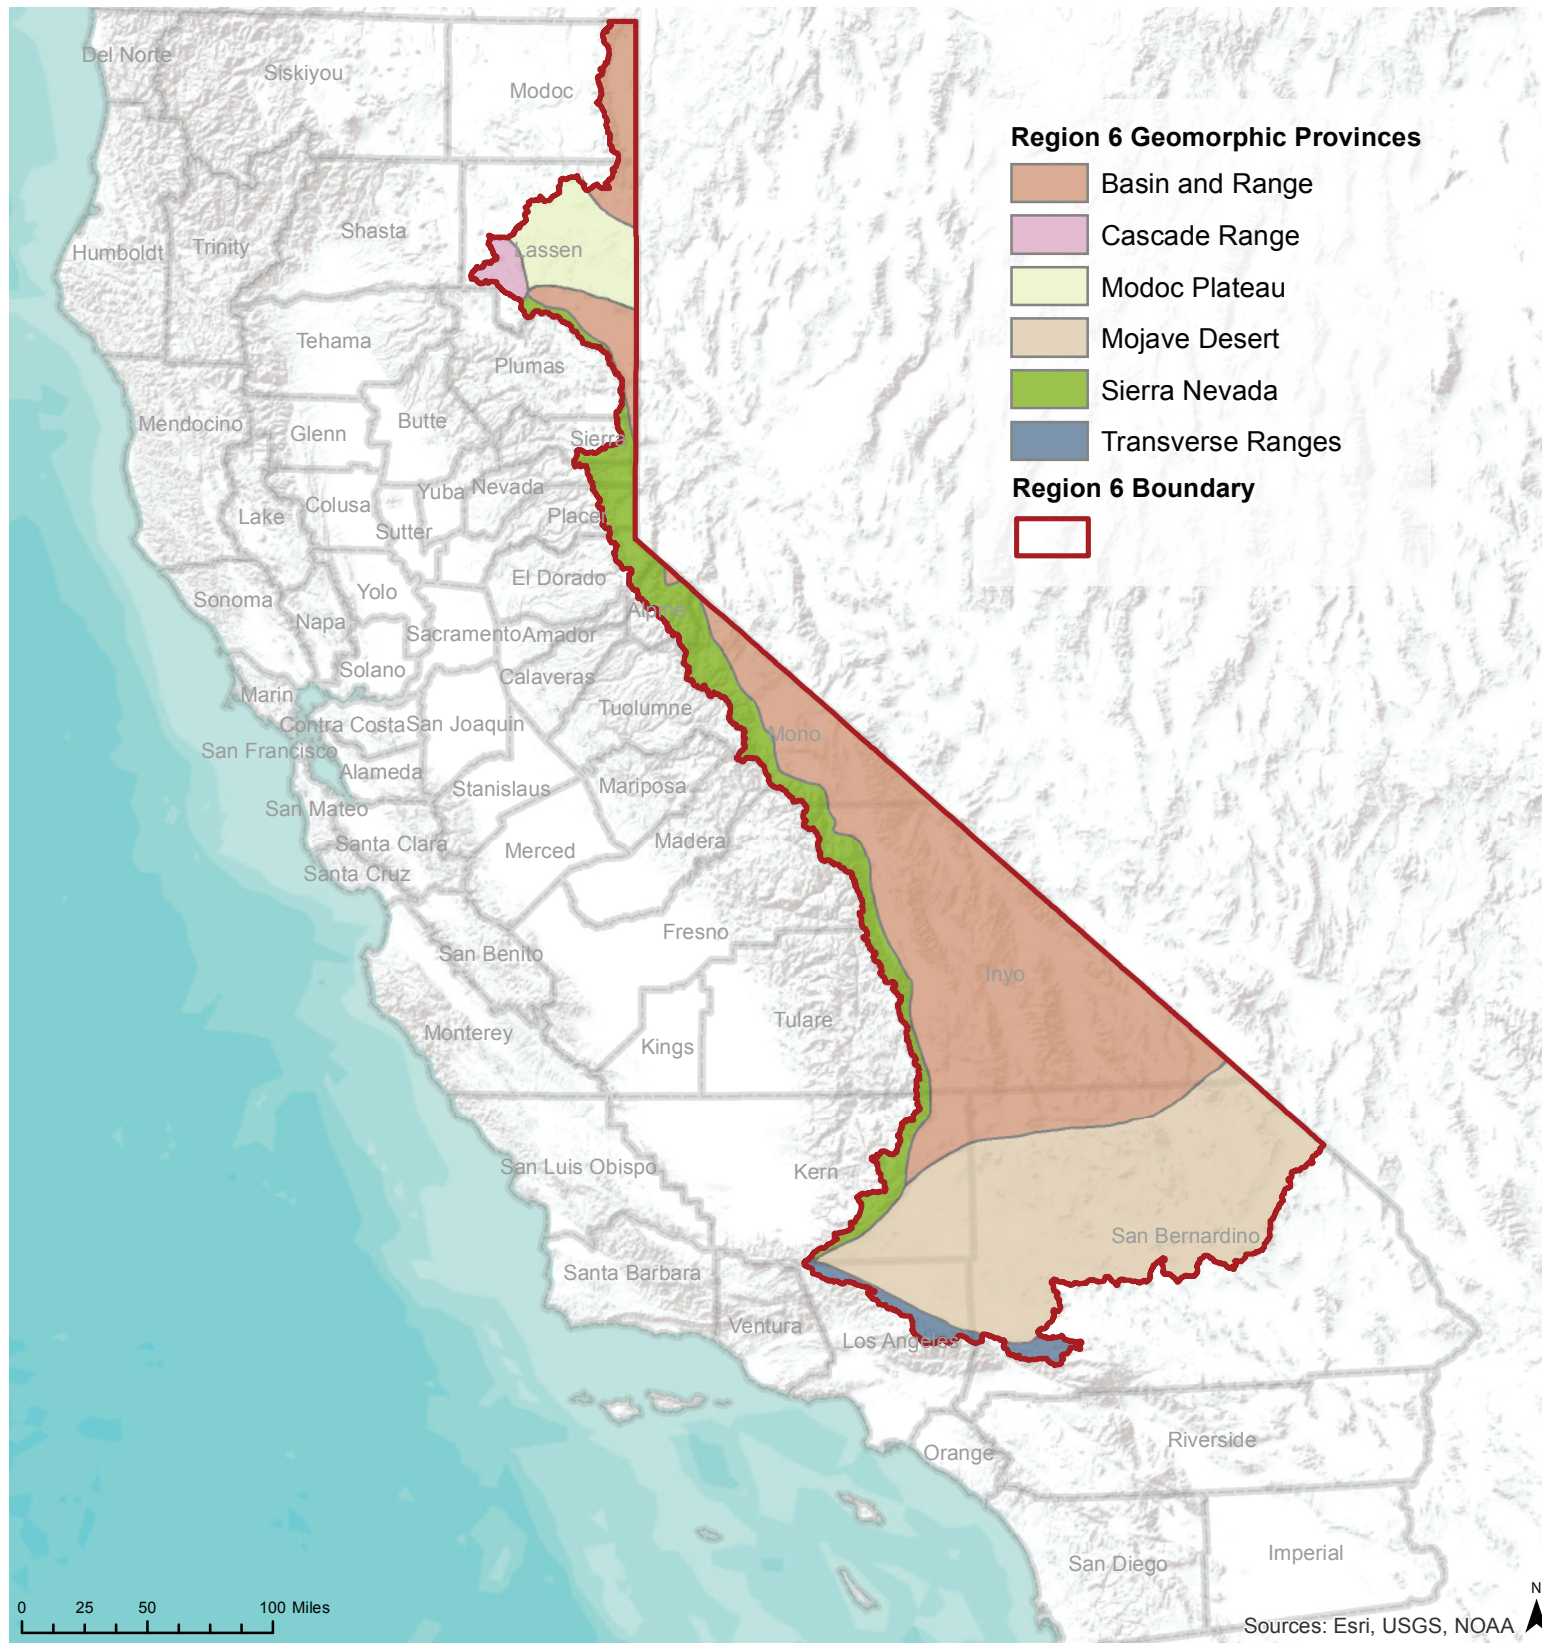 Del Norte
Siskiyou
Modoc
Region 6 Geomorphic Provinces
Basin and Range
Cascade Range
Modoc Plateau
Mojave Desert
Sierra Nevada
Transverse Ranges
Region 6 Boundary
Humboldt
Trinity
Shasta
Lassen
Tehama
Plumas
Mendocino
Glenn
Butte
Sierra
Lake
Colusa
Yuba
Nevada
Sutter
Placer
Sonoma
Napa
Yolo
El Dorado
Alpine
Sacramento
Amador
Solano
Marin
Calaveras
Contra Costa
San Joaquin
Tuolumne
Mono
San Francisco
Alameda
Stanislaus
Mariposa
San Mateo
Santa Clara
Merced
Madera
Santa Cruz
San Benito
Fresno
Inyo
Monterey
Kings
Tulare
San Luis Obispo
Kern
San Bernardino
Santa Barbara
Ventura
Los Angeles
Orange
Riverside
San Diego
Imperial
0 25 50 100 Miles
Sources: Esri, USGS, NOAA
N